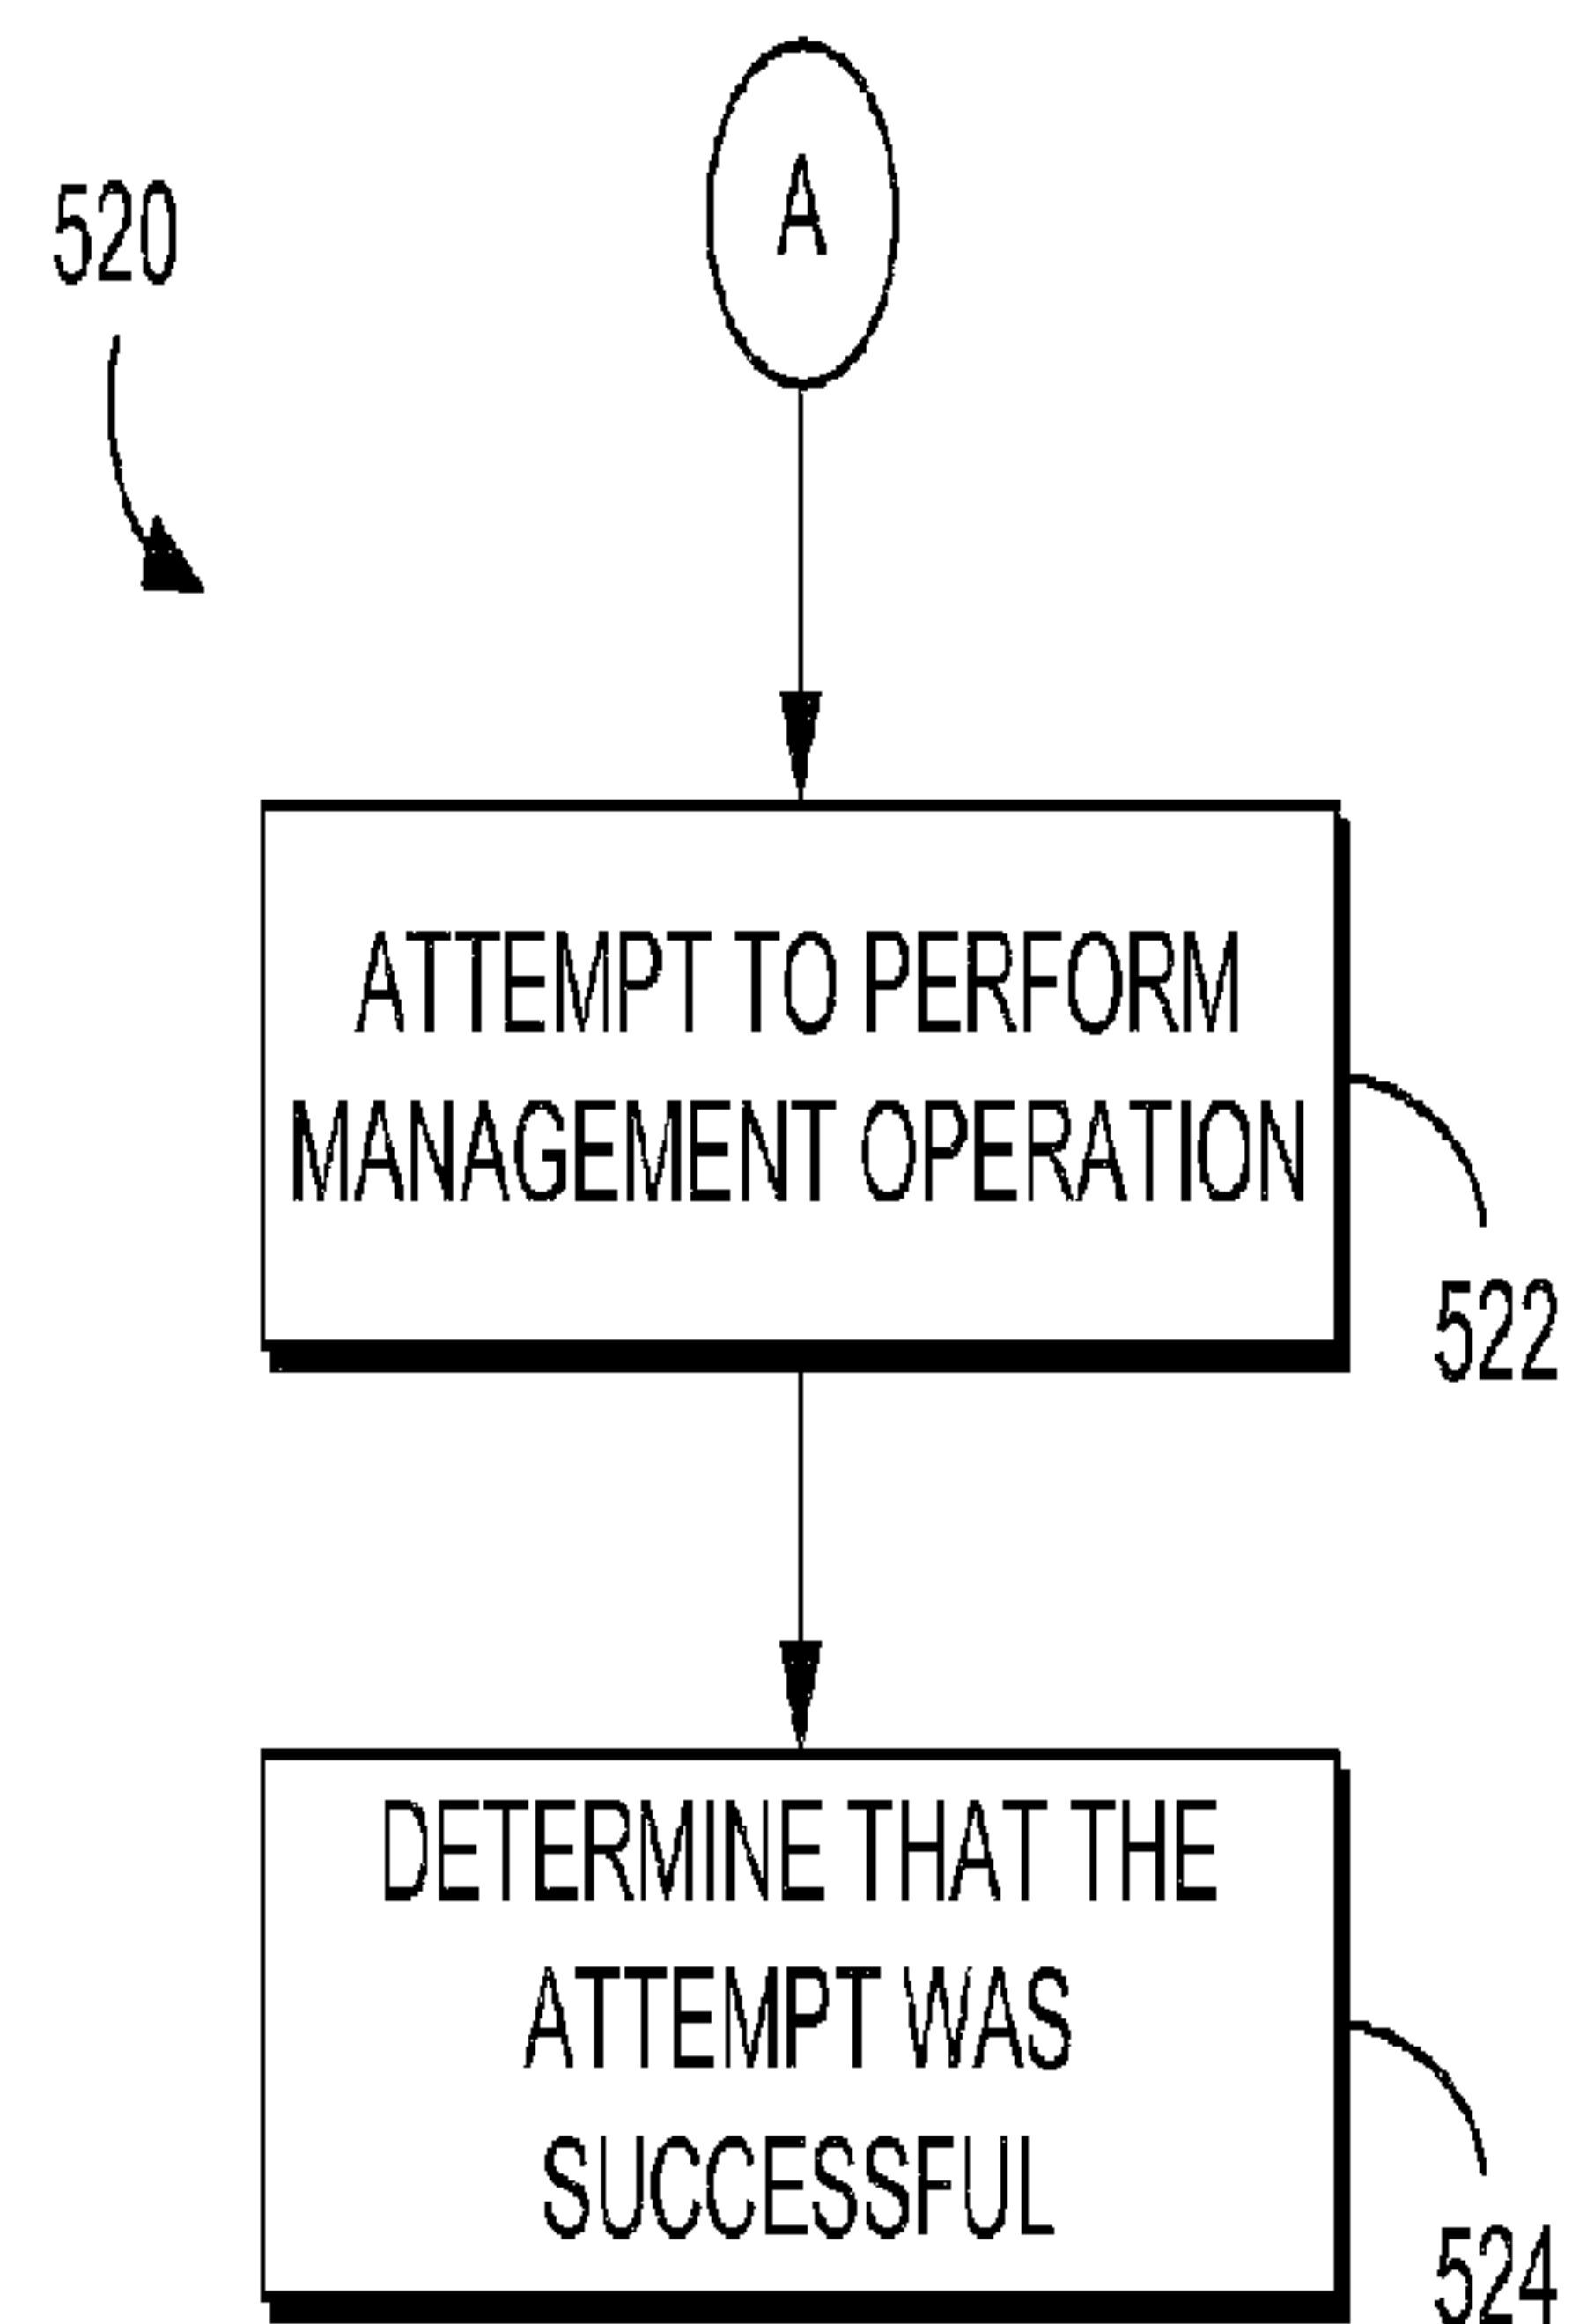 A
520
ATTEMPT TO PERFORM
MANAGEMENT OPERATION
522
DETERMINE THAT THE
ATTEMPT WAS
SUCCESSFUL
524